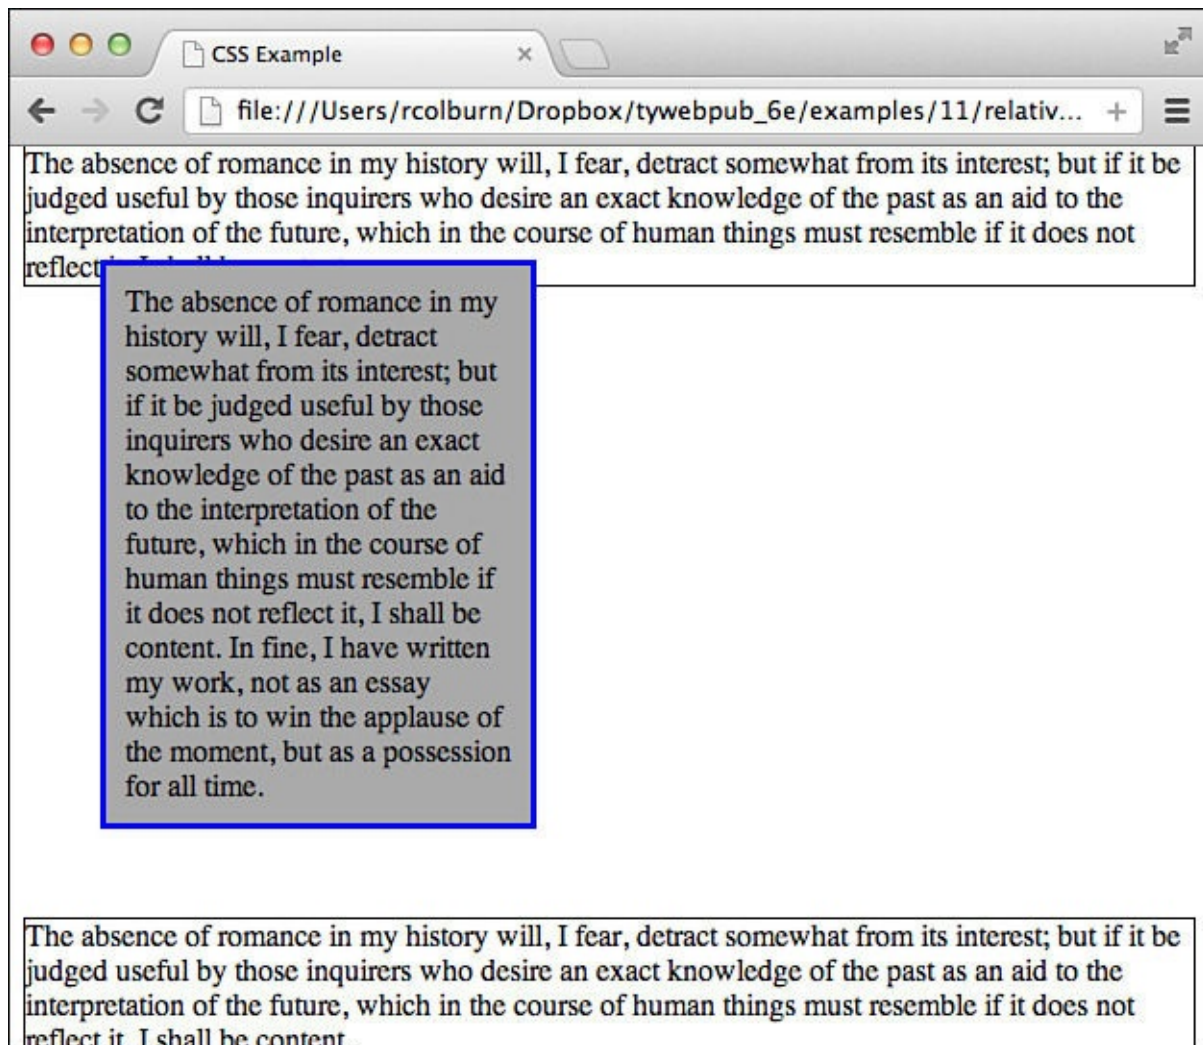 CSS Example
file:///Users/rcolburn/Dropbox/tywebpub_6e/examples/11/relativ...
The absence of romance in my history will, I fear, detract somewhat from its interest; but if it be
judged useful by those inquirers who desire an exact knowledge of the past as an aid to the
interpretation of the future, which in the course of human things must resemble if it does not
reflect
The absence of romance in my
history will, I fear, detract
somewhat from its interest; but
if it be judged useful by those
inquirers who desire an exact
knowledge of the past as an aid
to the interpretation of the
future, which in the course of
human things must resemble if
it does not reflect it, I shall be
content. In fine, I have written
my work, not as an essay
which is to win the applause of
the moment, but as a possession
for all time.
The absence of romance in my history will, I fear, detract somewhat from its interest; but if it be
judged useful by those inquirers who desire an exact knowledge of the past as an aid to the
interpretation of the future, which in the course of human things must resemble if it does not
reflect it, I shall be content.